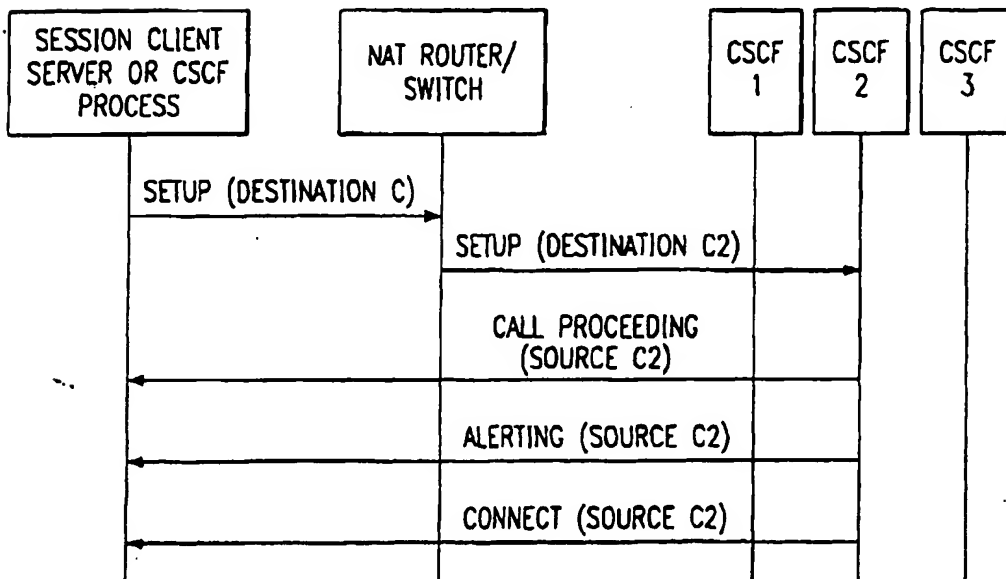 SESSION CLIENT
SERVER OR CSCF
PROCESS
NAT ROUTER/
SWITCH
CSCF
1
CSCF
2
CSCF
3
SETUP (DESTINATION C)
SETUP (DESTINATION C2)
CALL PROCEEDING
(SOURCE C2)
ALERTING (SOURCE C2)
CONNECT (SOURCE C2)